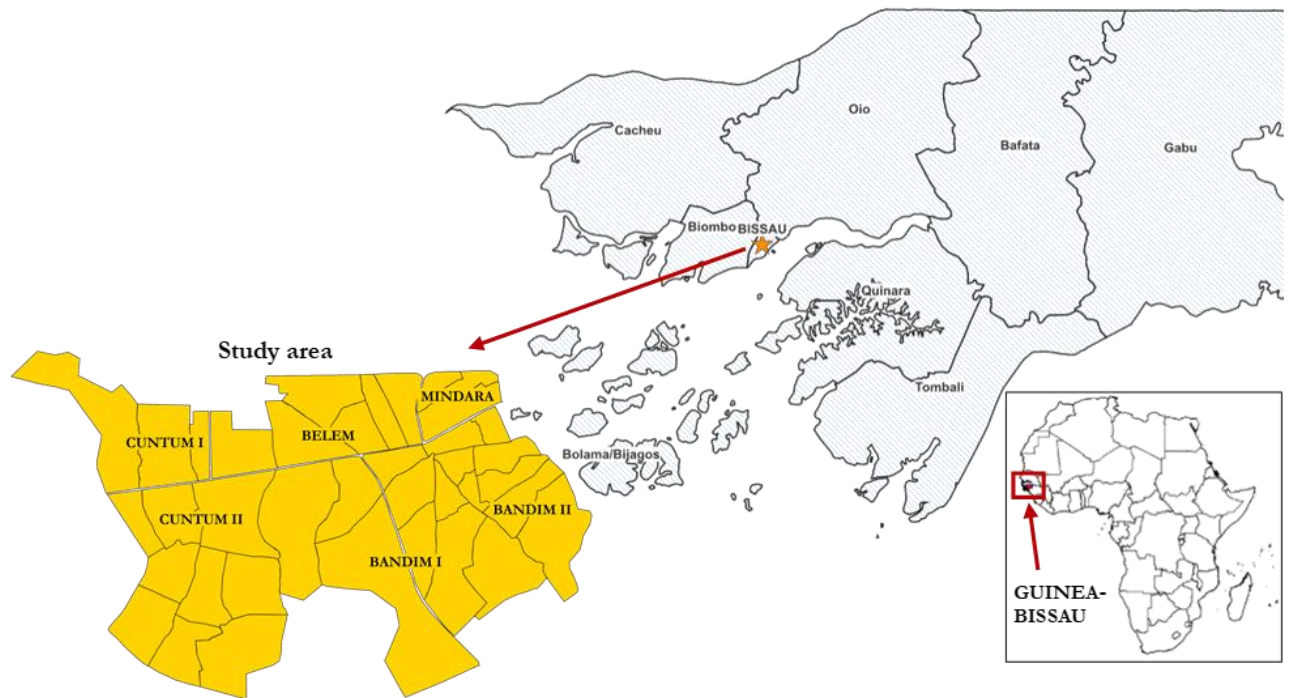 Cacheu
Oio
Bafata
Gabu
Biombo
BISSAU
Quinara
Tombali
Bolama/Bijagos
Study area
MINDARA
CUNTUM I
BELEM
CUNTUM II
BANDIM II
BANDIM I
GUINEA-
BISSAU